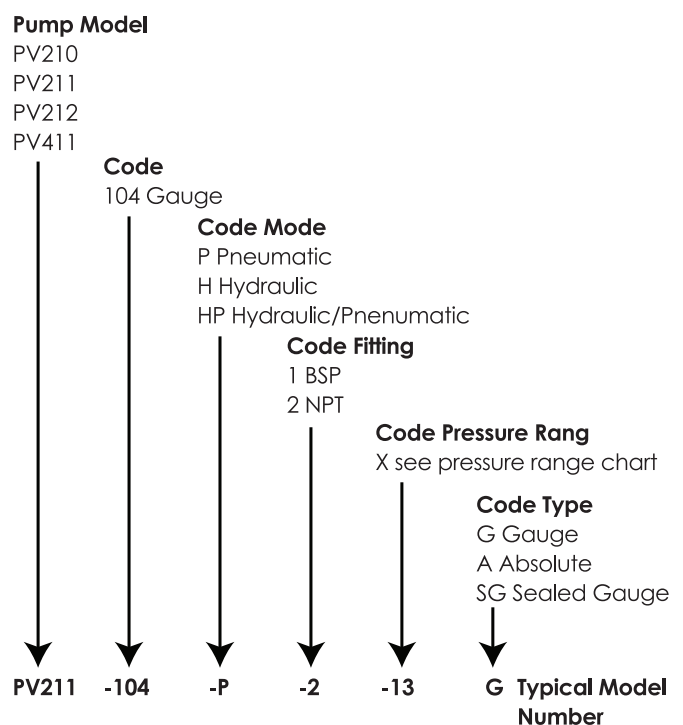 Pump Model
PV210
PV211
PV212
PV411
Code
104 Gauge
Code Mode
P Pneumatic
H Hydraulic
HP Hydraulic/Pnenumatic
Code Fitting
1 BSP
2 NPT
Code Pressure Rang
X see pressure range chart
Code Type
G Gauge
A Absolute
SG Sealed Gauge
PV211 -104 -P -2 -13 G Typical Model
Number